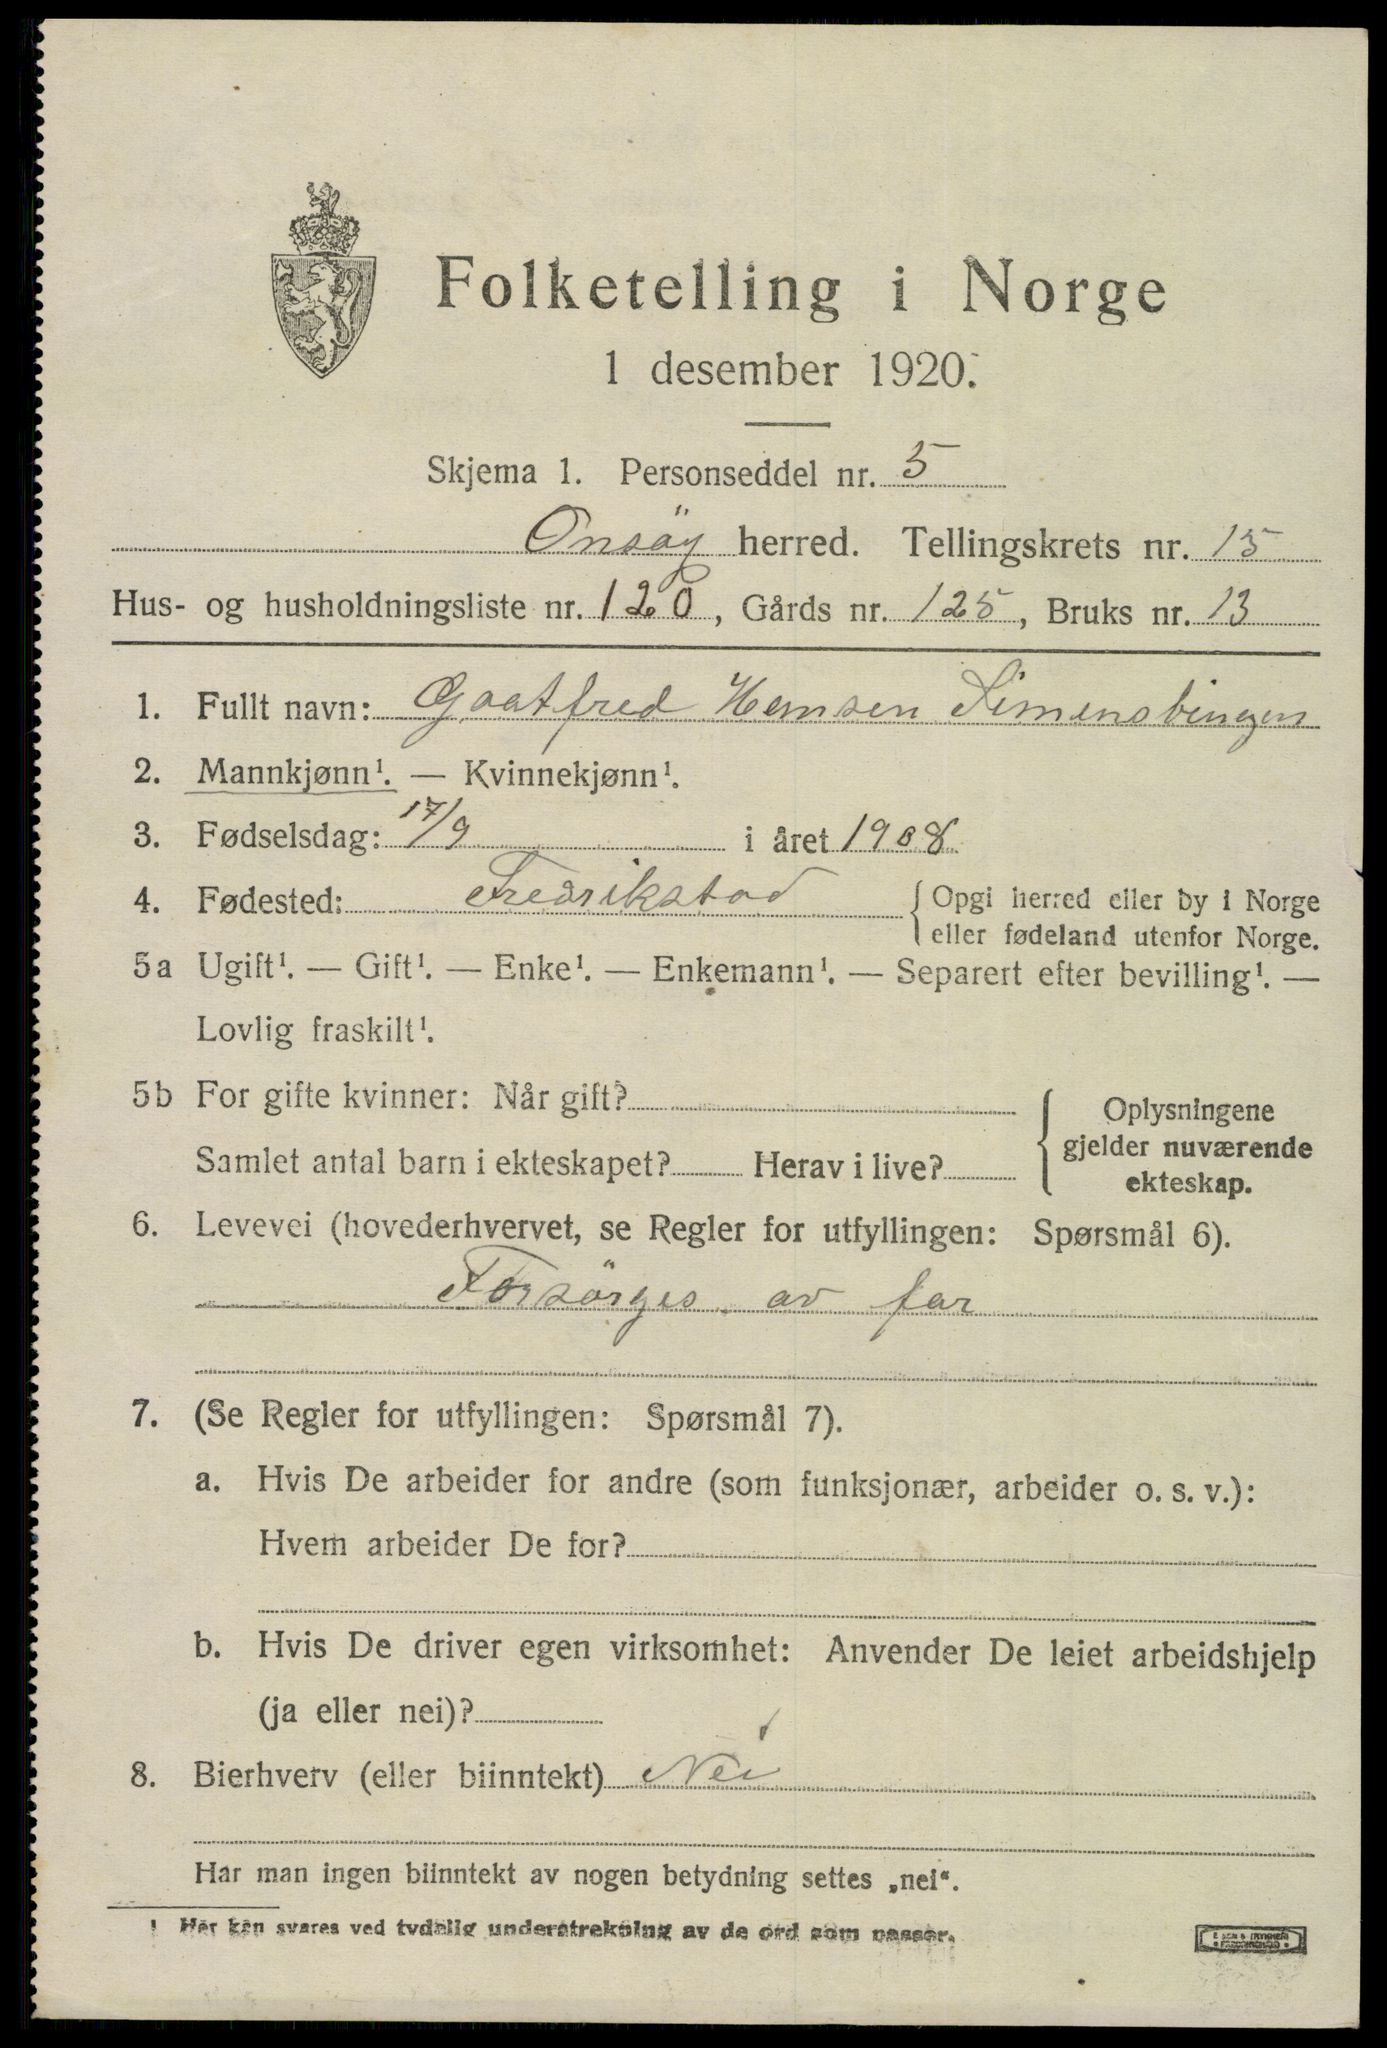 Folketelling i Norge
1 desember 1920.
Skjema 1. Personseddel nr. 5
Onsöy herred. Tellingskrets nr. 15
Hus- og husholdningsliste nr. 120, Gårds nr. 125, Bruks nr. 13
1. Fullt navn: Gaatfred Hansen Simensbingen
2. Mannkjønn¹. — Kvinnekjønn¹.
3. Fødselsdag: 17/9 i året 1908
4. Fødested: Fredrikstad { Opgi herred eller by i Norge
eller fødeland utenfor Norge.
5a Ugift¹. — Gift¹. — Enke¹. — Enkemann¹. — Separert efter bevilling¹. —
Lovlig fraskilt¹.
5b For gifte kvinner: Når gift?
Samlet antal barn i ekteskapet? Herav i live?
Oplysningene
gjelder nuværende
ekteskap.
6. Levevei (hovederhvervet, se Regler for utfyllingen: Spørsmål 6).
Forsörges av far
7. (Se Regler for utfyllingen: Spørsmål 7).
a. Hvis De arbeider for andre (som funksjonær, arbeider o. s. v.):
Hvem arbeider De for?
b. Hvis De driver egen virksomhet: Anvender De leiet arbeidshjelp
(ja eller nei)?
8. Bierhverv (eller biinntekt) Nei
Har man ingen biinntekt av nogen betydning settes „nei“.
¹ Her kan svares ved tydelig understrekning av de ord som passer.